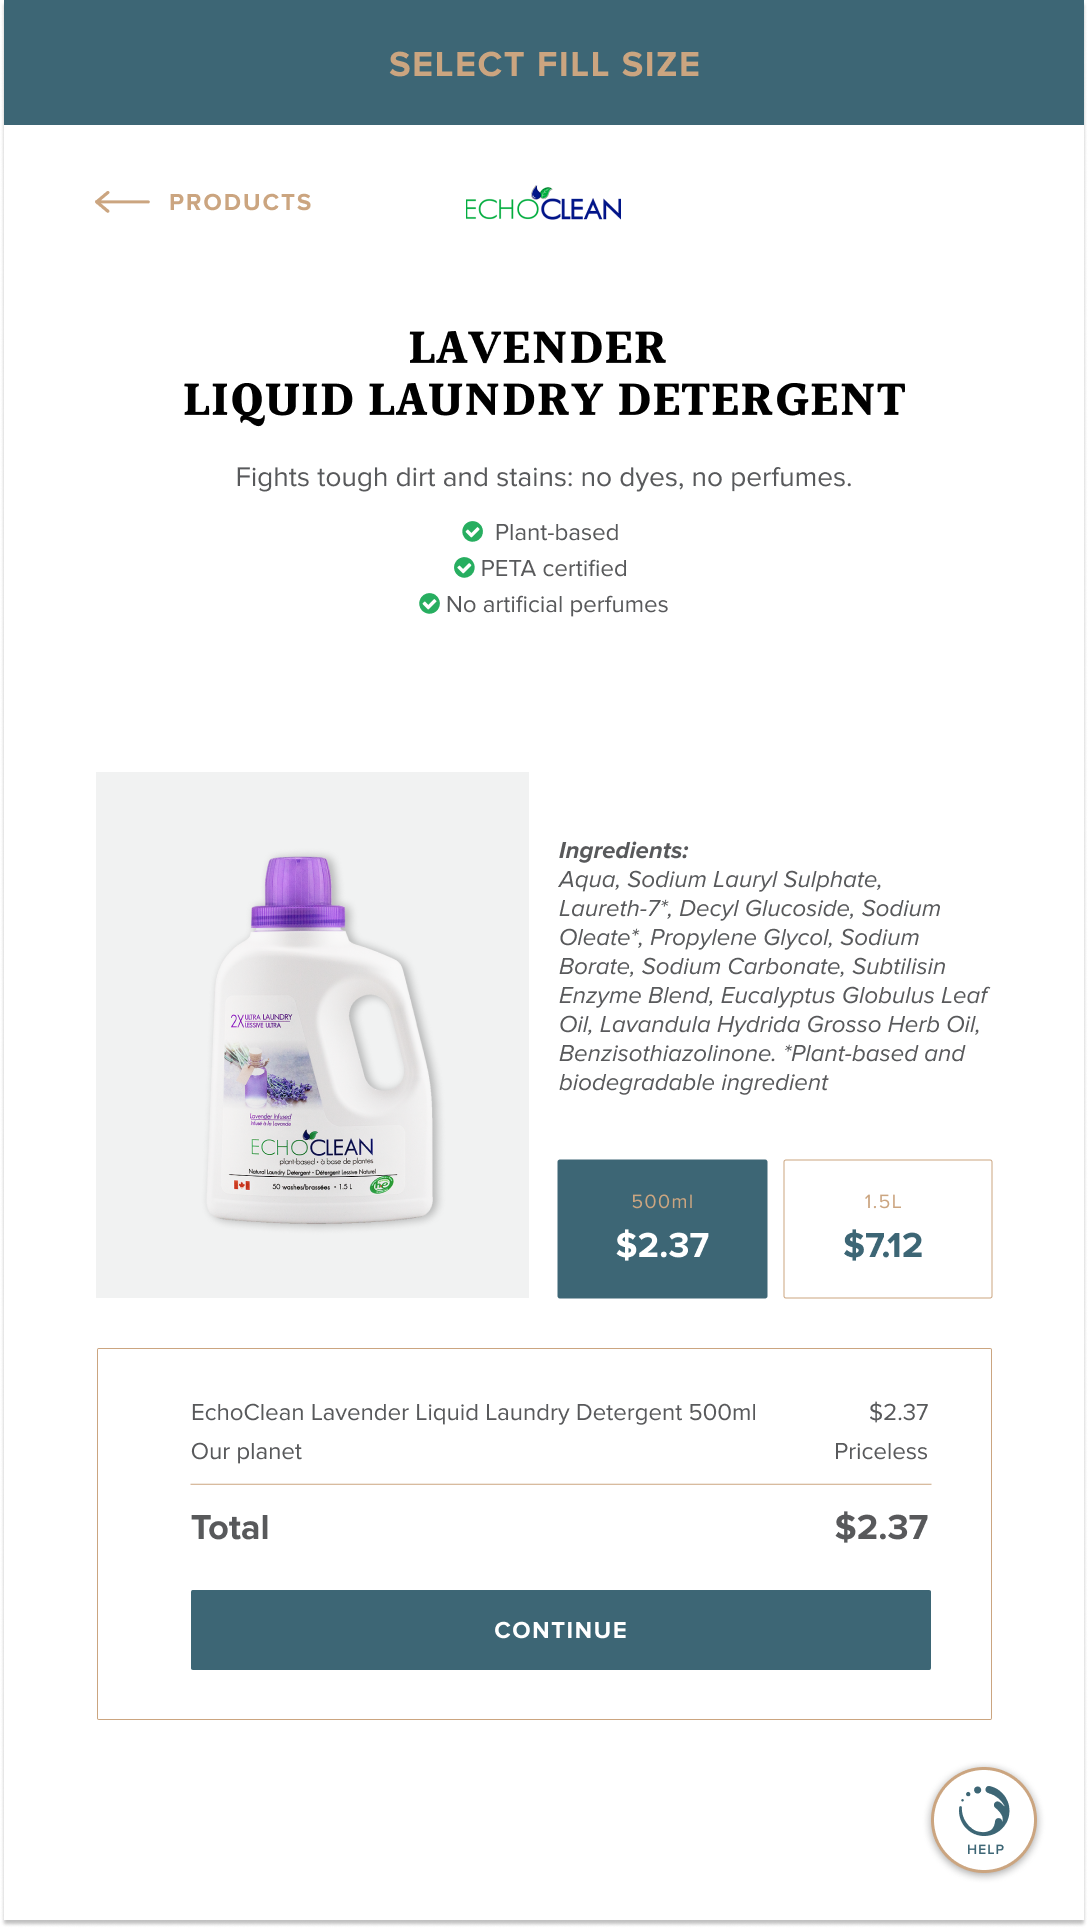 SELECT FILL SIZE
PRODUCTS
ECHOCLEAN
LAVENDER
LIQUID LAUNDRY DETERGENT
Fights tough dirt and stains: no dyes, no perfumes.
Plant-based
PETA certified
No artificial perfumes
2X ULTRA LAUNDRY
LESSIVE ULTRA
Lavender Infused
Infusé à la lavande
ECHOCLEAN
plant-based • à base de plantes
Natural Laundry Detergent • Détergent Lessive Naturel
50 washes/brassées • 1.5 L
he
Ingredients:
Aqua, Sodium Lauryl Sulphate,
Laureth-7*, Decyl Glucoside, Sodium
Oleate*, Propylene Glycol, Sodium
Borate, Sodium Carbonate, Subtilisin
Enzyme Blend, Eucalyptus Globulus Leaf
Oil, Lavandula Hydrida Grosso Herb Oil,
Benzisothiazolinone. *Plant-based and
biodegradable ingredient
500ml
$2.37
1.5L
$7.12
EchoClean Lavender Liquid Laundry Detergent 500ml $2.37
Our planet Priceless
Total $2.37
CONTINUE
HELP